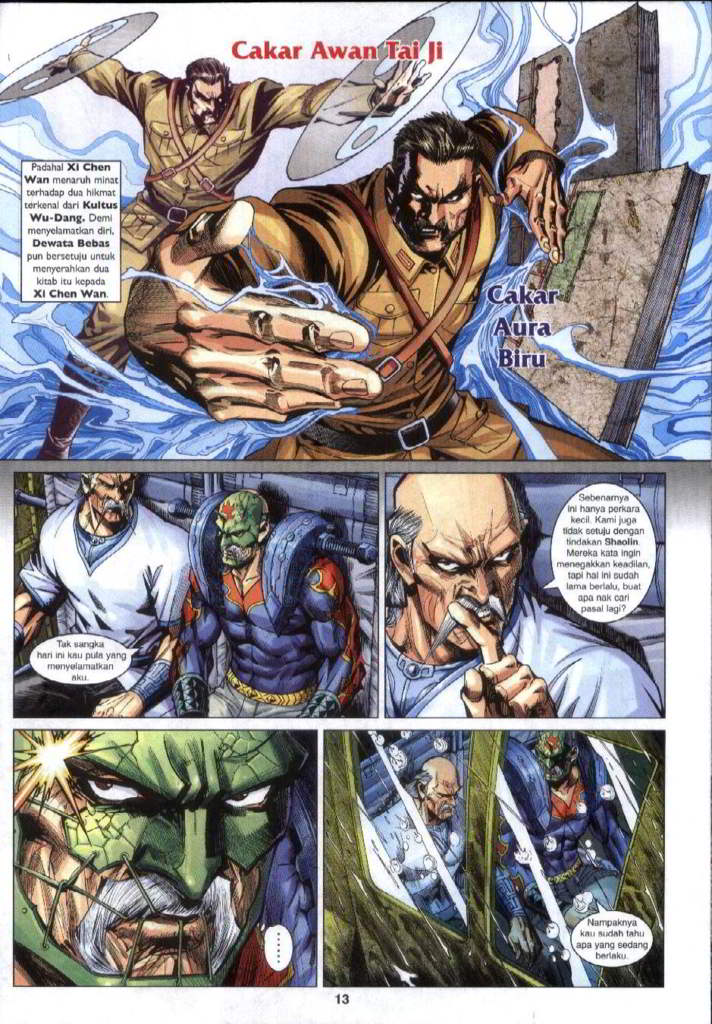 Cakar Awan Tai Ji
Padahal Xi Chen
Wan menaruh minat
terhadap dua hikmat
terkenal dari Kultus
Wu-Dang. Demi
menyelamatkan diri,
Dewata Bebas
pun bersetuju untuk
menyerahkan dua
kitab itu kepada
Xi Chen Wan.
Cakar
Aura
Biru
Tak sangka
hari ini kau pula yang
menyelamatkan
aku.
Sebenarnya
ini hanya perkara
kecil. Kami juga
tidak setuju dengan
tindakan Shaolin.
Mereka kata ingin
menegakkan keadilan,
tapi hal ini sudah
lama berlalu, buat
apa nak cari
pasal lagi?
......
Nampaknya
kau sudah tahu
apa yang sedang
berlaku.
13